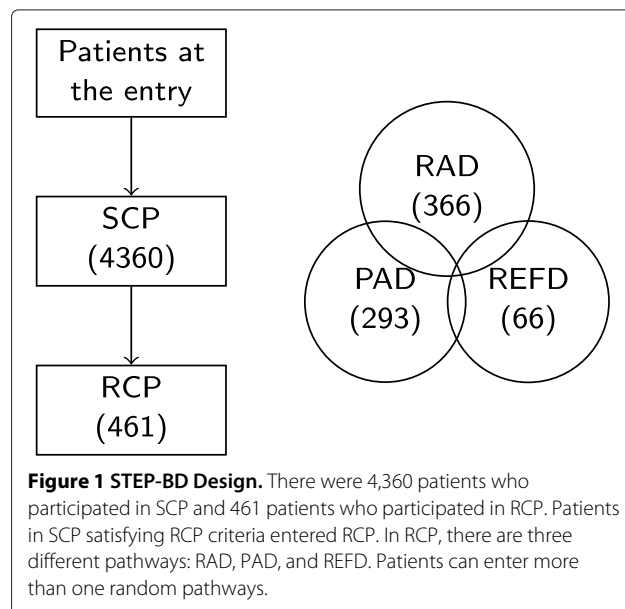 Patients at
the entry
SCP
(4360)
RCP
(461)
RAD
(366)
PAD
(293)
REFD
(66)
Figure 1 STEP-BD Design. There were 4,360 patients who
participated in SCP and 461 patients who participated in RCP. Patients
in SCP satisfying RCP criteria entered RCP. In RCP, there are three
different pathways: RAD, PAD, and REFD. Patients can enter more
than one random pathways.